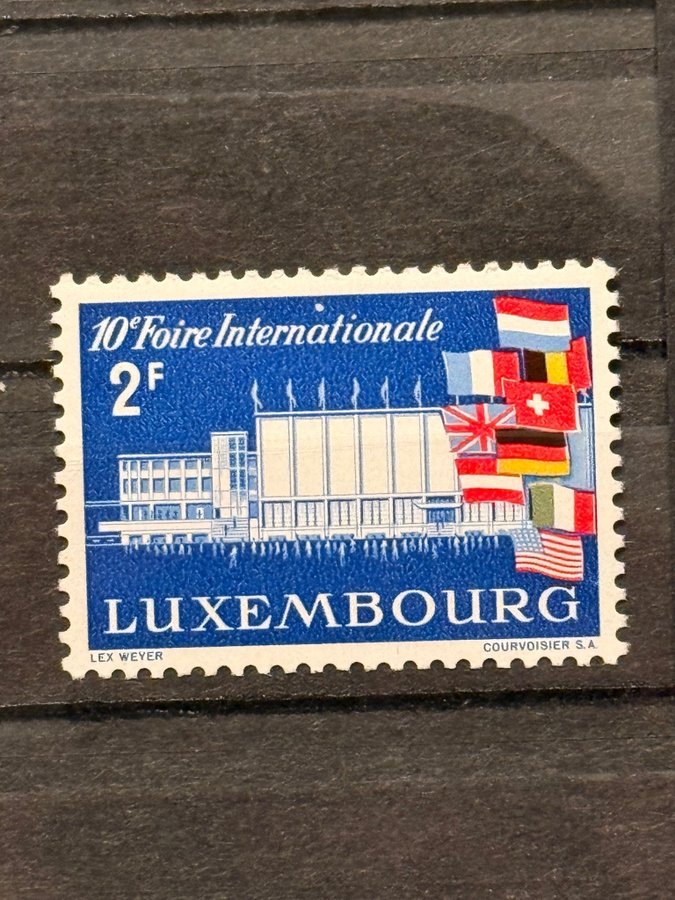 10e Foire Internationale
2F
LUXEMBOURG
LEX WEYER
COURVOISIER S.A.